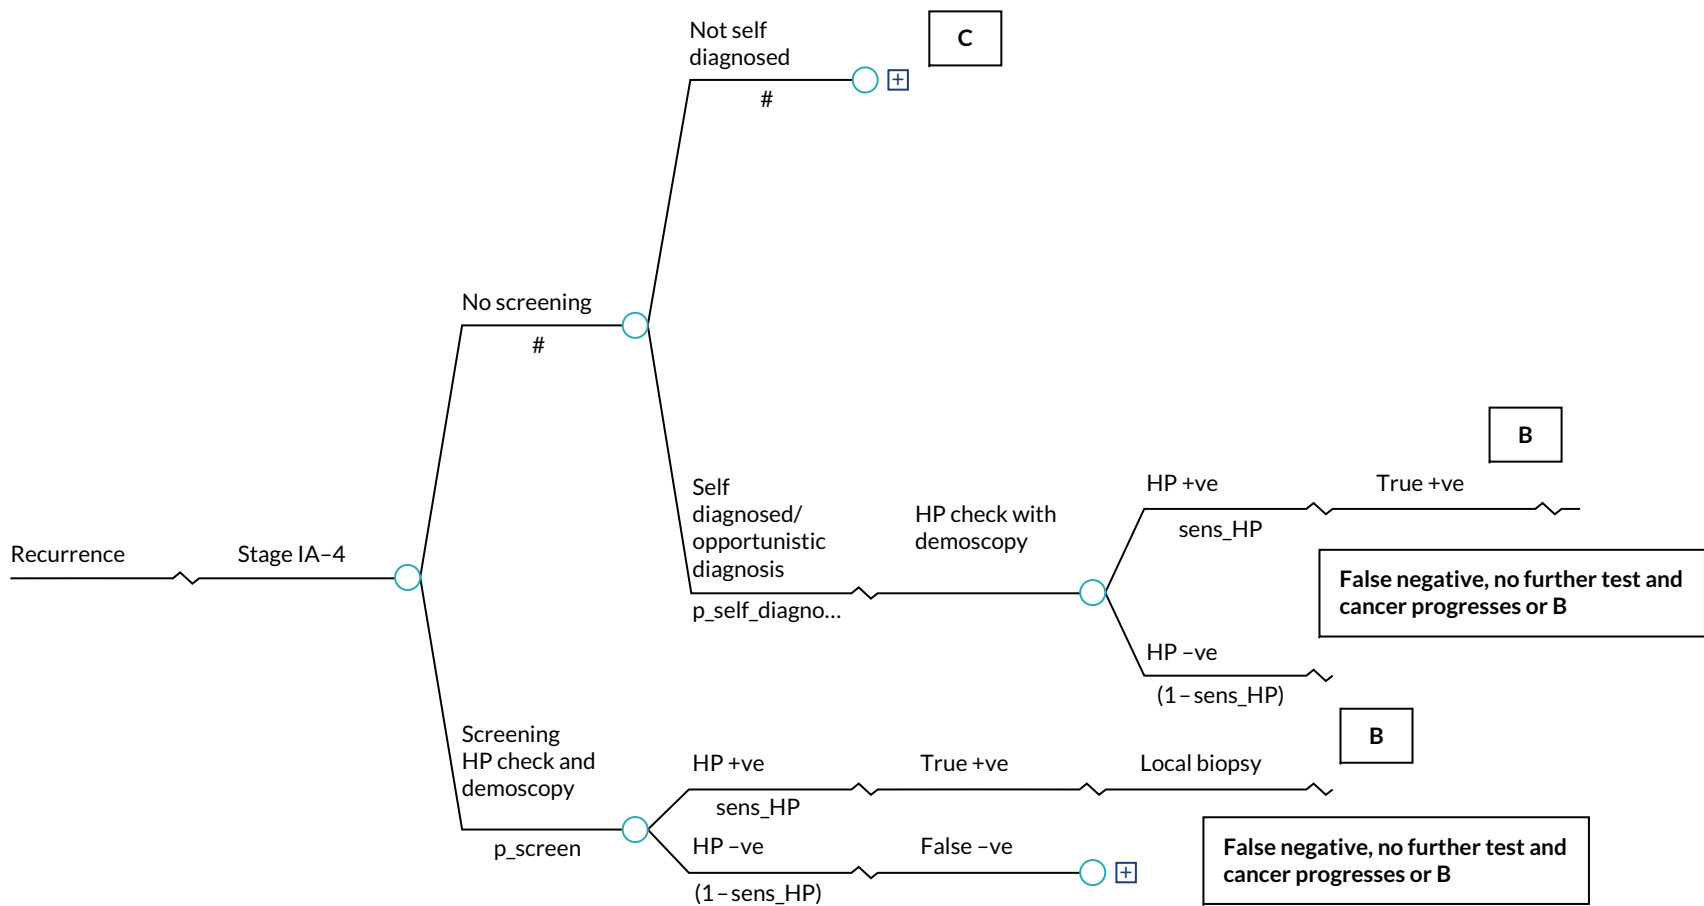 Not self
diagnosed
#
C
No screening
#
Self
diagnosed/
opportunistic
diagnosis
p_self_diagno...
HP check with
demoscopy
HP +ve
sens_HP
True +ve
B
False negative, no further test and
cancer progresses or B
HP –ve
(1–sens_HP)
Recurrence
Stage IA–4
Screening
HP check and
demoscopy
p_screen
HP +ve
sens_HP
True +ve
Local biopsy
B
HP –ve
(1–sens_HP)
False –ve
False negative, no further test and
cancer progresses or B